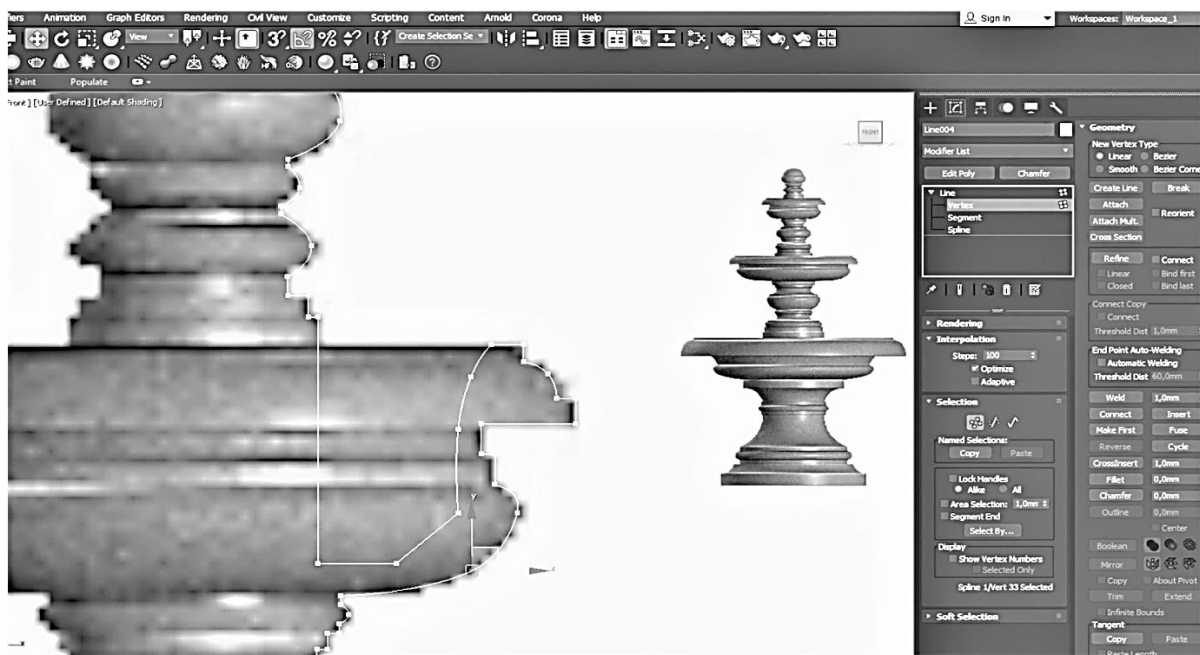 Animation Graph Editors Rendering Civil View Customize Scripting Content Arnold Corona Help
Sign In Workspaces: Workspace_1
View
Create Selection Se
Paint Populate
[User Defined] [Default Shading]
FRONT
Line004
Modifier List
Edit Poly Chamfer
Line
Vertex
Segment
Spline
Rendering
Interpolation
Steps: 100
Optimize
Adaptive
Selection
Named Selections:
Copy Paste
Lock Handles
Alike All
Area Selection: 1,0mm
Segment End
Select By...
Display
Show Vertex Numbers
Selected Only
Spline 1/Vert 33 Selected
Soft Selection
Geometry
New Vertex Type
Linear Bezier
Smooth Bezier Corne
Create Line Break
Attach
Reorient
Attach Mult.
Cross Section
Refine Connect
Linear Bind first
Closed Bind last
Connect Copy
Connect
Threshold Dist 1,0mm
End Point Auto-Welding
Automatic Welding
Threshold Dist 60,0mm
Weld 1,0mm
Connect Insert
Make First Fuse
Reverse Cycle
CrossInsert 1,0mm
Fillet 0,0mm
Chamfer 0,0mm
Outline 0,0mm
Center
Boolean
Mirror
Copy About Pivot
Trim Extend
Infinite Bounds
Tangent
Copy Paste
Paste Length